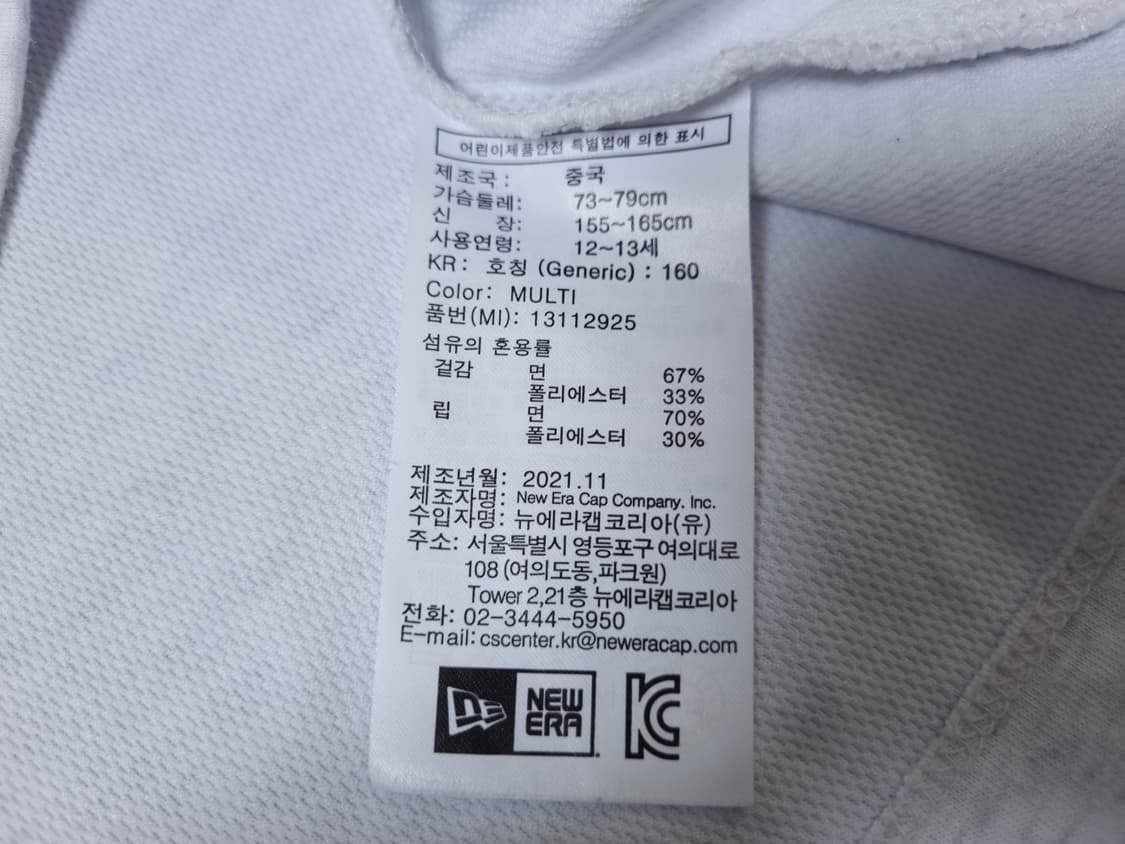 어린이제품안전 특별법에 의한 표시
제조국: 중국
가슴둘레: 73~79cm
신 장: 155~165cm
사용연령: 12~13세
KR: 호칭 (Generic) : 160
Color: MULTI
품번(MI): 13112925
섬유의 혼용률
겉감 면 67%
폴리에스터 33%
립 면 70%
폴리에스터 30%
제조년월: 2021.11
제조자명: New Era Cap Company. Inc.
수입자명: 뉴에라캡코리아(유)
주소: 서울특별시 영등포구 여의대로
108 (여의도동,파크원)
Tower 2,21층 뉴에라캡코리아
전화: 02-3444-5950
E-mail: cscenter.kr@neweracap.com
NE NEW
ERA
KC